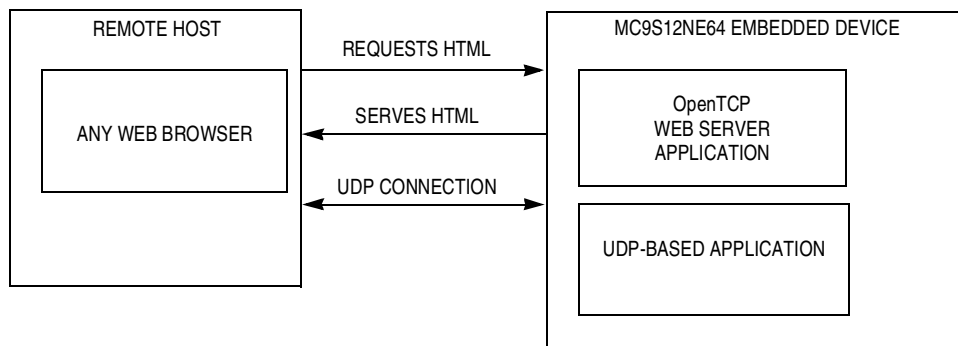 REMOTE HOST
ANY WEB BROWSER
REQUESTS HTML
SERVES HTML
UDP CONNECTION
MC9S12NE64 EMBEDDED DEVICE
OpenTCP
WEB SERVER
APPLICATION
UDP-BASED APPLICATION